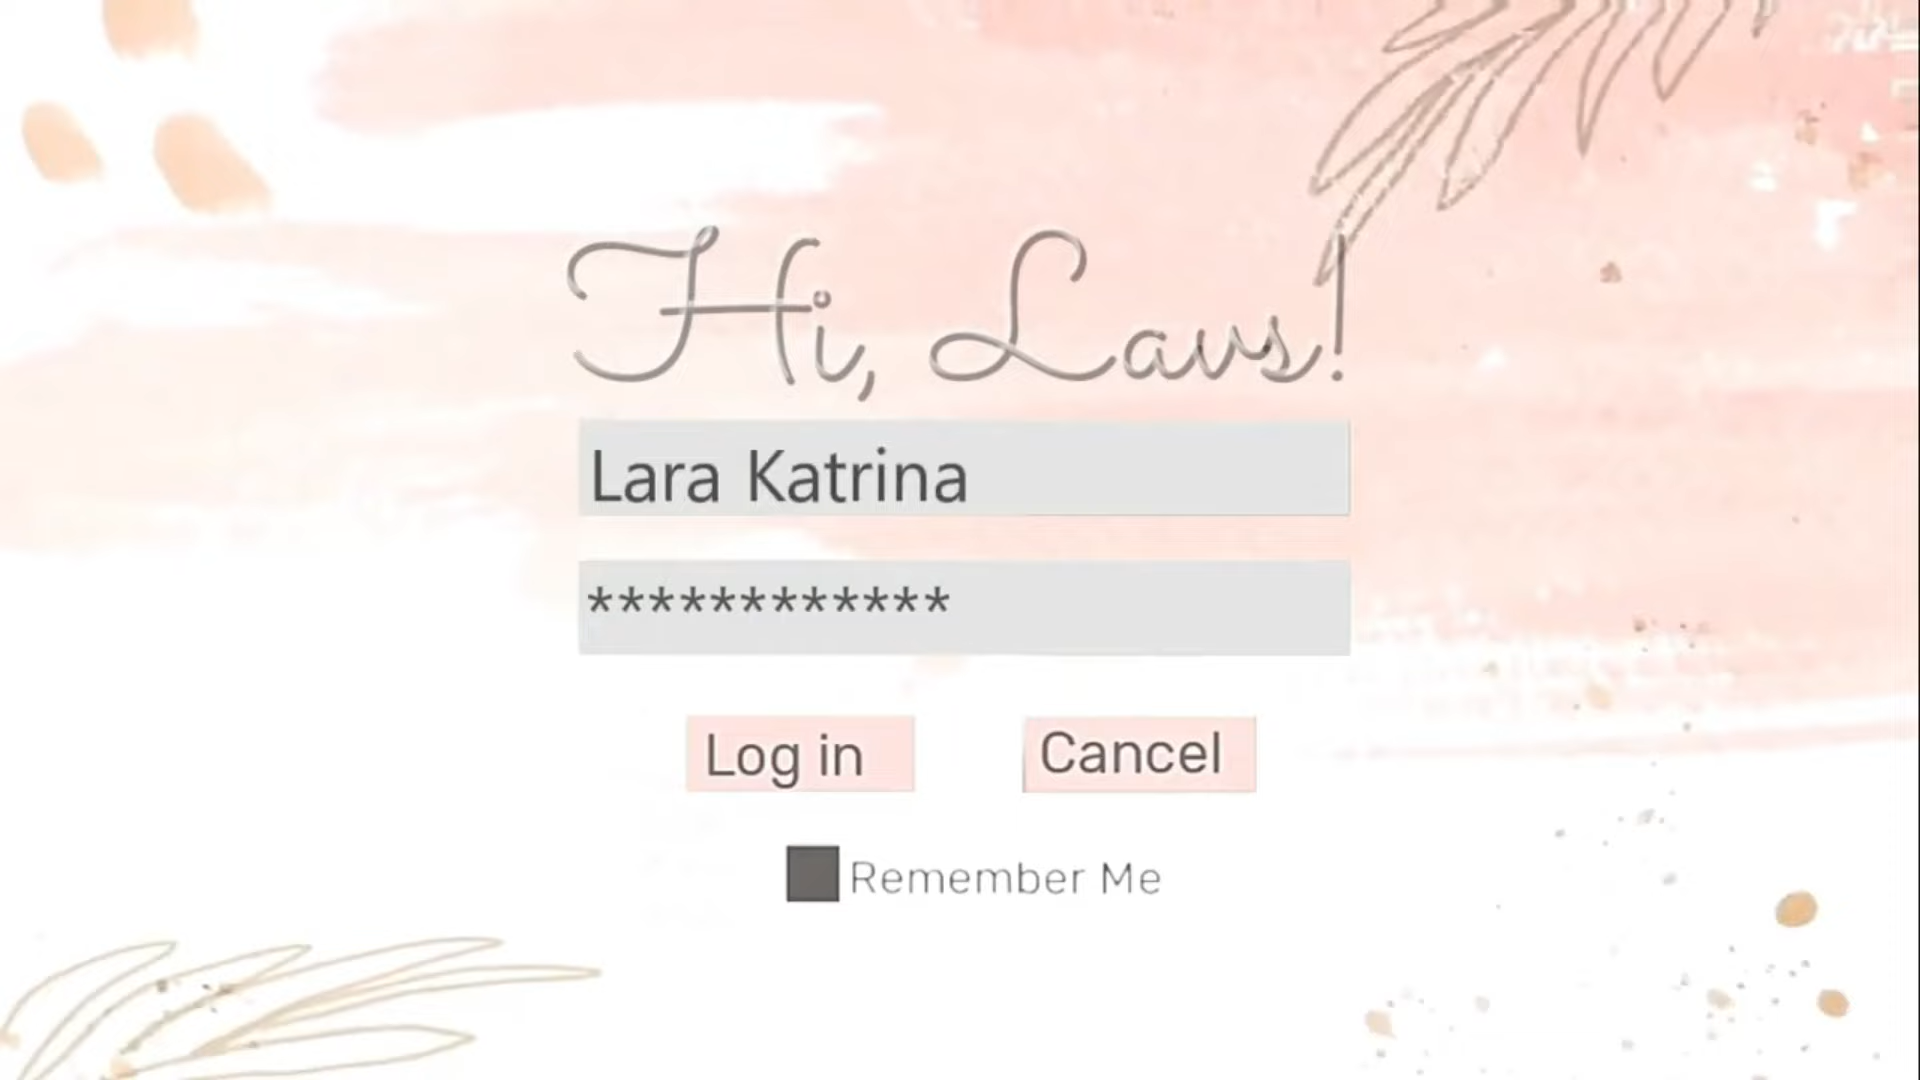 Hi, Lavs!
Lara Katrina
************
Log in
Cancel
Remember Me